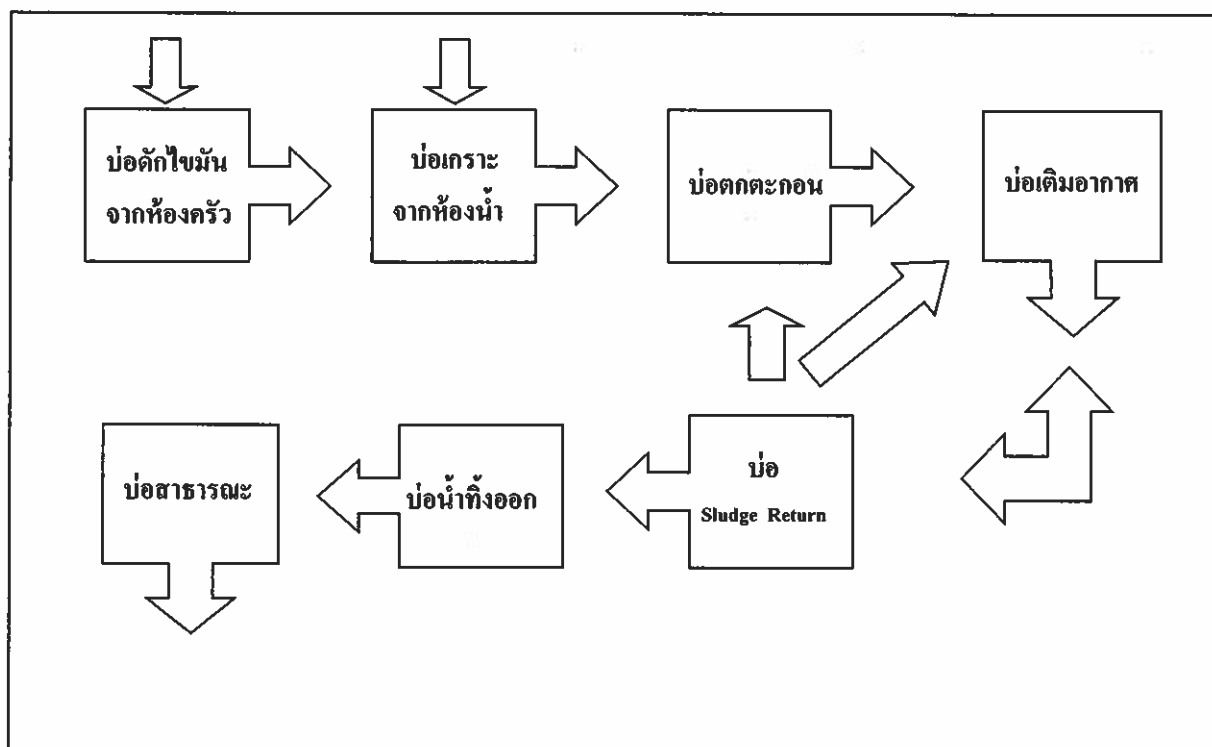 บ่อดักไขมัน
จากห้องครัว
บ่อเกราะ
จากห้องน้ำ
บ่อตกตะกอน
บ่อเติมอากาศ
บ่อสาธารณะ
บ่อน้ำทิ้งออก
บ่อ
Sludge Return